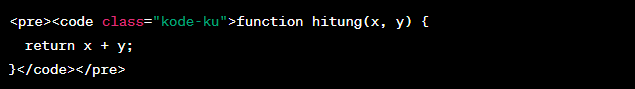 <pre><code class="kode-ku">function hitung(x, y) {
  return x + y;
}</code></pre>